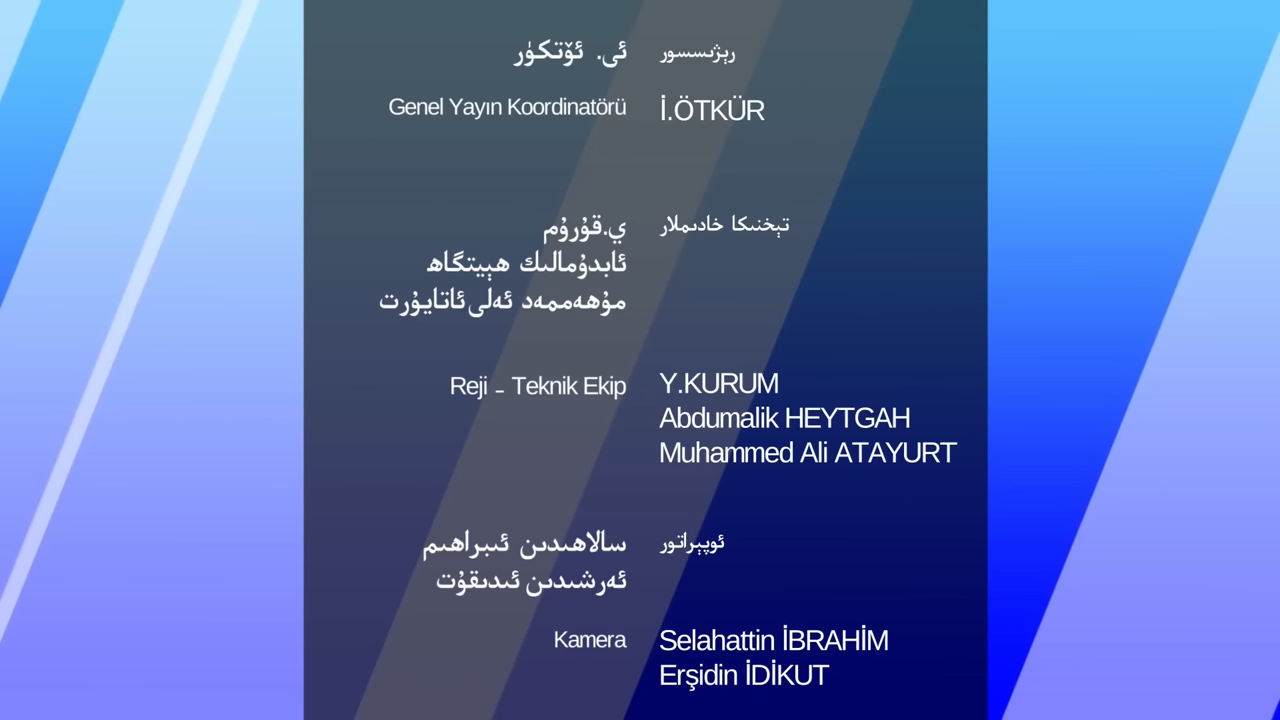 رېژىسسور ئى. ئۆتكۈر
Genel Yayın Koordinatörü İ.ÖTKÜR
تېخنىكا خادىملار ي.قۇرۇم
ئابدۇمالىك ھېيتگاھ
مۇھەممەد ئەلى ئاتايۇرت
Reji - Teknik Ekip Y.KURUM
Abdumalik HEYTGAH
Muhammed Ali ATAYURT
ئوپېراتور سالاھىدىن ئىبراھىم
ئەرشىدىن ئىدىقۇت
Kamera Selahattin İBRAHİM
Erşidin İDİKUT